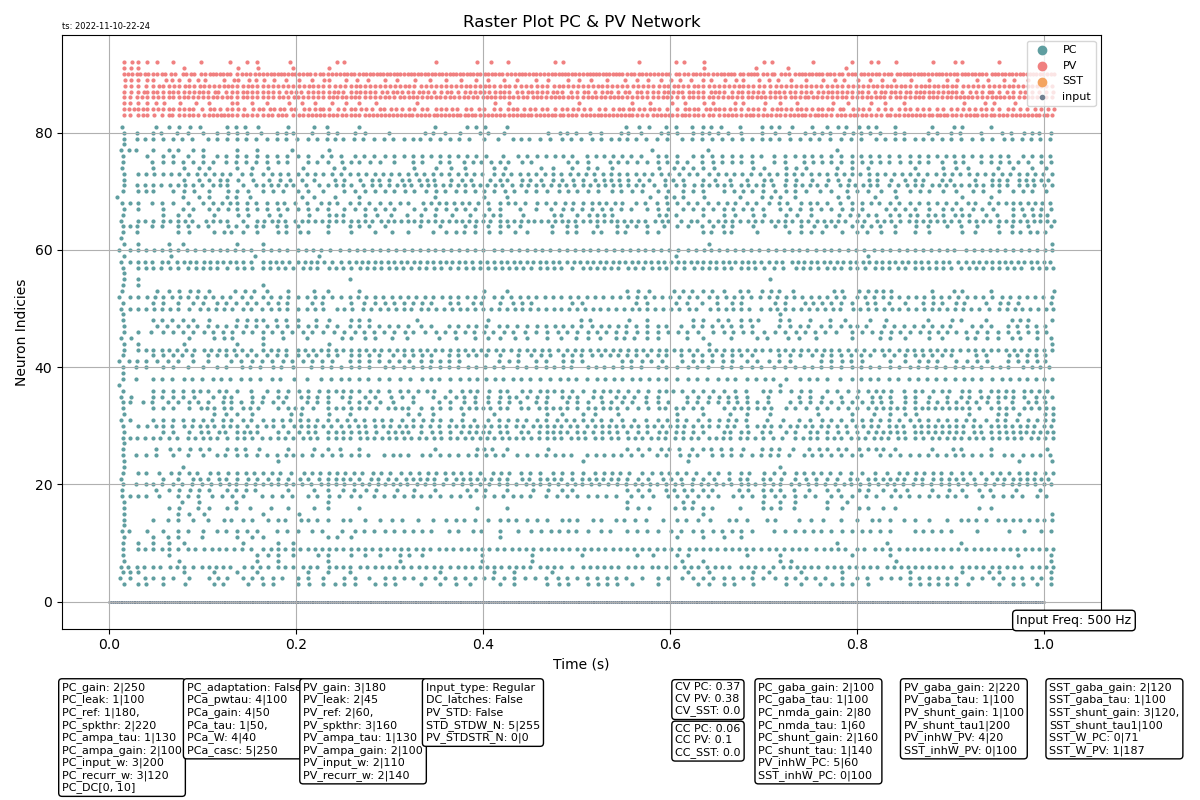 ts: 2022-11-10-22-24
Raster Plot PC & PV Network
PC
PV
SST
input
Neuron Indicies
80
60
40
20
0
0.0
0.2
0.4
0.6
0.8
1.0
Input Freq: 500 Hz
Time (s)
PC_gain: 2|250
PC_leak: 1|100
PC_ref: 1|180,
PC_spkthr: 2|220
PC_ampa_tau: 1|130
PC_ampa_gain: 2|100
PC_input_w: 3|200
PC_recurr_w: 3|120
PC_DC[0, 10]
PC_adaptation: False
PCa_pwtau: 4|100
PCa_gain: 4|50
PCa_tau: 1|50,
PCa_W: 4|40
PCa_casc: 5|250
PV_gain: 3|180
PV_leak: 2|45
PV_ref: 2|60,
PV_spkthr: 3|160
PV_ampa_tau: 1|130
PV_ampa_gain: 2|100
PV_input_w: 2|110
PV_recurr_w: 2|140
Input_type: Regular
DC_latches: False
PV_STD: False
STD_STDW_N: 5|255
PV_STDSTR_N: 0|0
CV PC: 0.37
CV PV: 0.38
CV_SST: 0.0
CC PC: 0.06
CC PV: 0.1
CC_SST: 0.0
PC_gaba_gain: 2|100
PC_gaba_tau: 1|100
PC_nmda_gain: 2|80
PC_nmda_tau: 1|60
PC_shunt_gain: 2|160
PC_shunt_tau: 1|140
PV_inhW_PC: 5|60
SST_inhW_PC: 0|100
PV_gaba_gain: 2|220
PV_gaba_tau: 1|100
PV_shunt_gain: 1|100
PV_shunt_tau1|200
PV_inhW_PV: 4|20
SST_inhW_PV: 0|100
SST_gaba_gain: 2|120
SST_gaba_tau: 1|100
SST_shunt_gain: 3|120,
SST_shunt_tau1|100
SST_W_PC: 0|71
SST_W_PV: 1|187